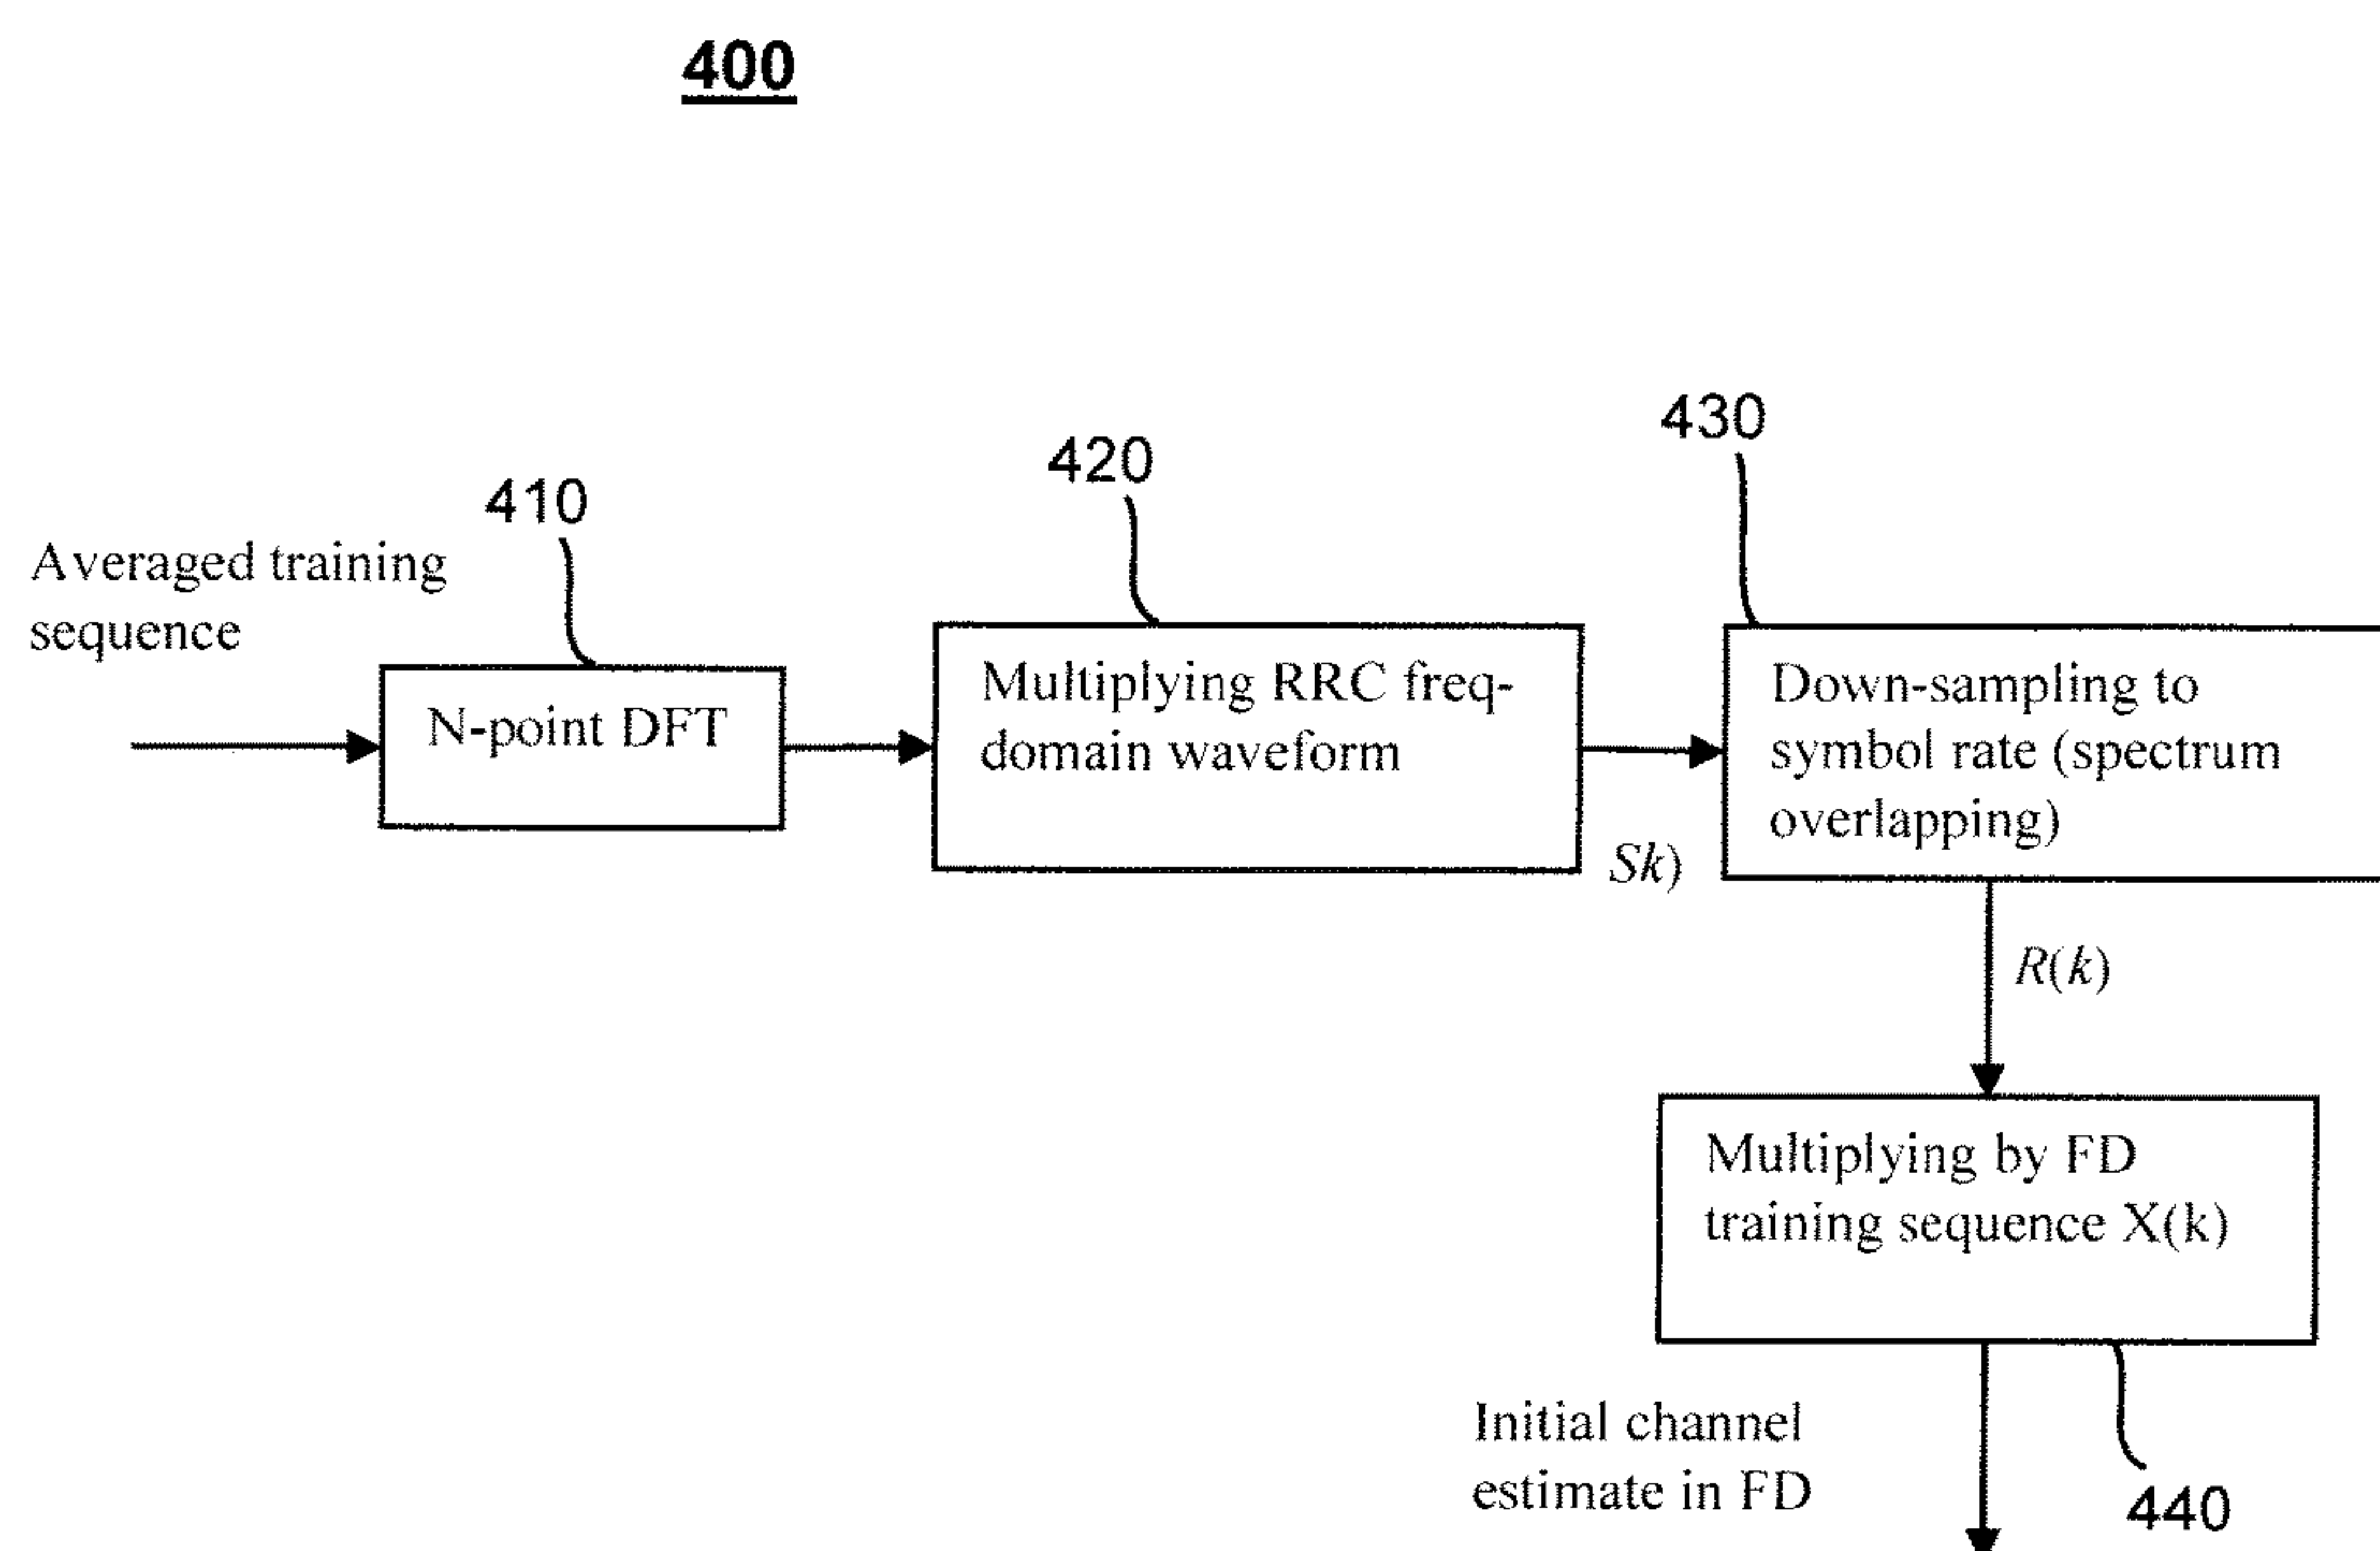 400
430
420
410
Averaged training
sequence
N-point DFT
Multiplying RRC freq-
domain waveform
Down-sampling to
symbol rate (spectrum
overlapping)
Sk)
R(k)
Multiplying by FD
training sequence X(k)
Initial channel
estimate in FD
440